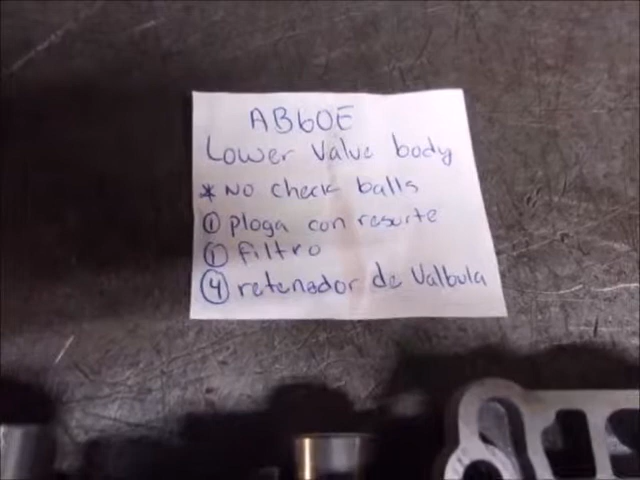 AB60E
Lower Valve body
* No check balls
① ploga con resorte
① filtro
④ retenador de Valbula